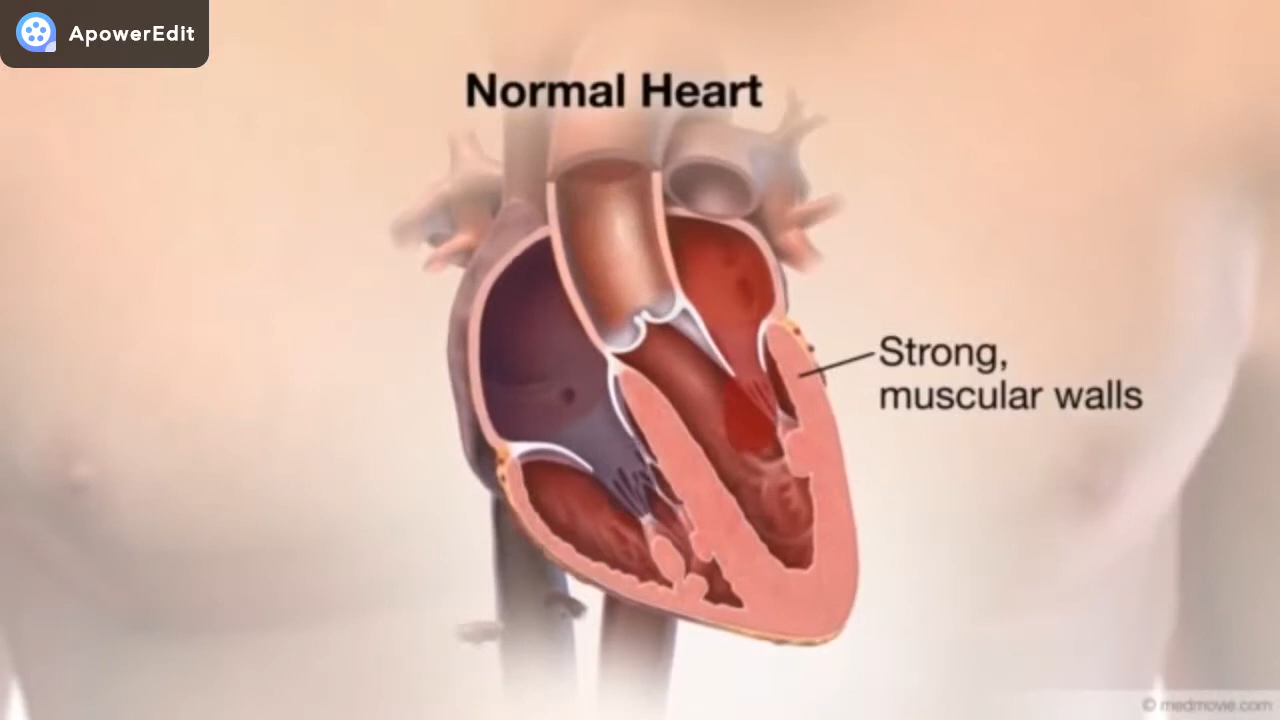 ApowerEdit
Normal Heart
Strong,
muscular walls
© medmovie.com